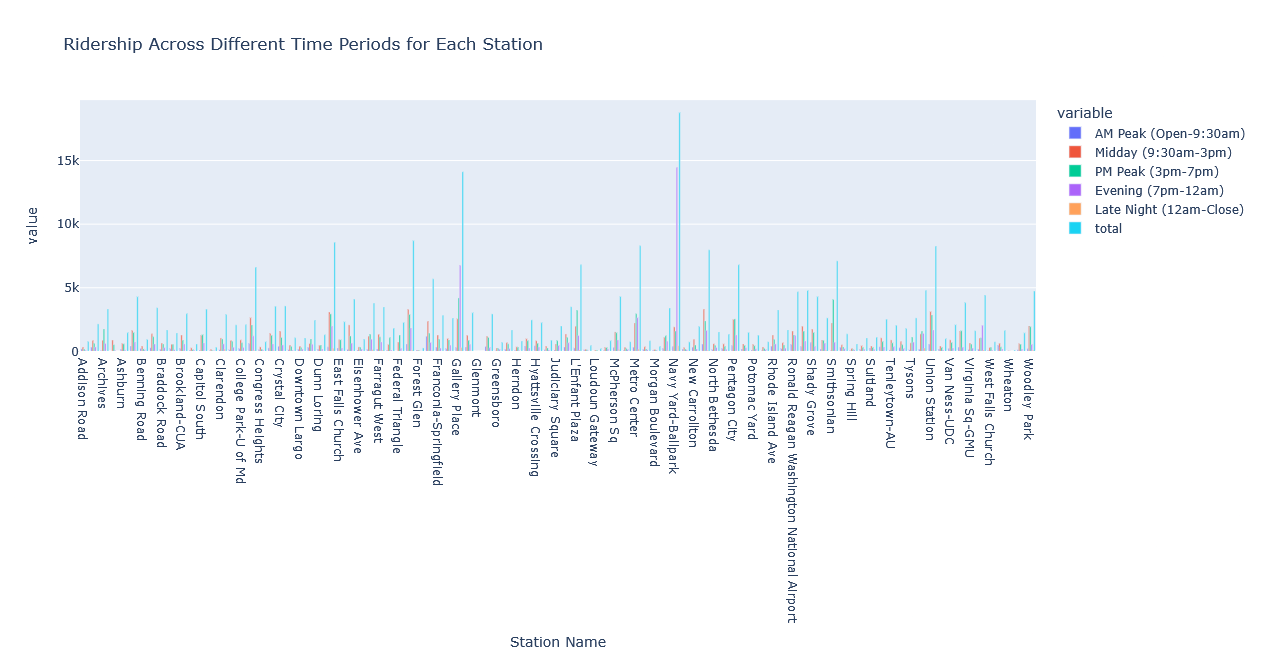 Ridership Across Different Time Periods for Each Station
variable
AM Peak (Open-9:30am)
Midday (9:30am-3pm)
PM Peak (3pm-7pm)
Evening (7pm-12am)
Late Night (12am-Close)
total
value
15k
10k
5k
0
Addison Road
Archives
Ashburn
Benning Road
Braddock Road
Brookland-CUA
Capitol South
Clarendon
College Park-U of Md
Congress Heights
Crystal City
Downtown Largo
Dunn Loring
East Falls Church
Eisenhower Ave
Farragut West
Federal Triangle
Forest Glen
Franconia-Springfield
Gallery Place
Glenmont
Greensboro
Herndon
Hyattsville Crossing
Judiciary Square
L'Enfant Plaza
Loudoun Gateway
McPherson Sq
Metro Center
Morgan Boulevard
Navy Yard-Ballpark
New Carrollton
North Bethesda
Pentagon City
Potomac Yard
Rhode Island Ave
Ronald Reagan Washington National Airport
Shady Grove
Smithsonian
Spring Hill
Suitland
Tenleytown-AU
Tysons
Union Station
Van Ness-UDC
Virginia Sq-GMU
West Falls Church
Wheaton
Woodley Park
Station Name